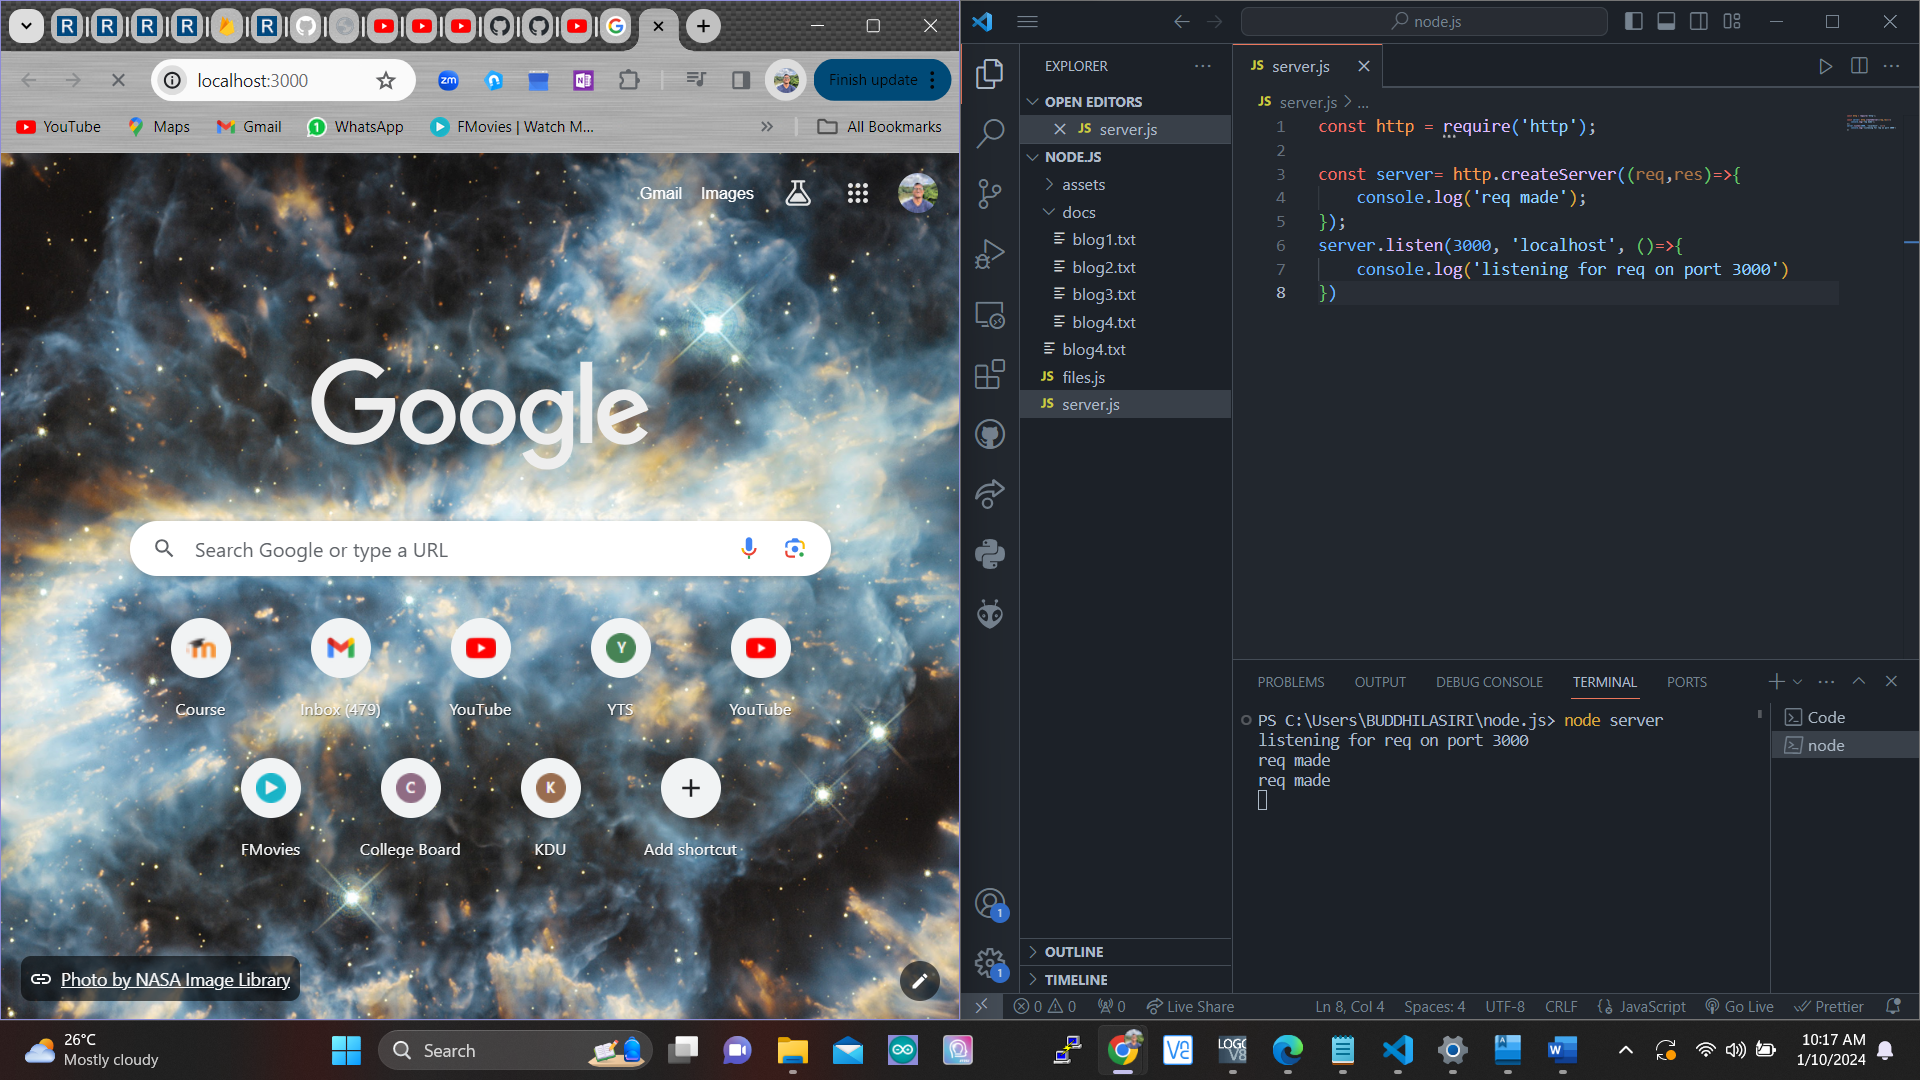 localhost:3000
Finish update
YouTube
Maps
Gmail
WhatsApp
FMovies | Watch M...
All Bookmarks
Gmail
Images
Google
Search Google or type a URL
Course
Inbox (479)
YouTube
Y
YTS
YouTube
FMovies
C
College Board
K
KDU
Add shortcut
Photo by NASA Image Library
node.js
EXPLORER
OPEN EDITORS
JS server.js
NODE.JS
assets
docs
blog1.txt
blog2.txt
blog3.txt
blog4.txt
blog4.txt
JS files.js
JS server.js
OUTLINE
TIMELINE
JS server.js
JS server.js > ...
1 const http = require('http');
2
3 const server= http.createServer((req,res)=>{
4 console.log('req made');
5 });
6 server.listen(3000, 'localhost', ()=>{
7 console.log('listening for req on port 3000')
8 })
PROBLEMS OUTPUT DEBUG CONSOLE TERMINAL PORTS
PS C:\Users\BUDDHILASIRI\node.js> node server
listening for req on port 3000
req made
req made
Code
node
0 0 0 Live Share Ln 8, Col 4 Spaces: 4 UTF-8 CRLF {} JavaScript Go Live Prettier
26°C
Mostly cloudy
Search
10:17 AM
1/10/2024